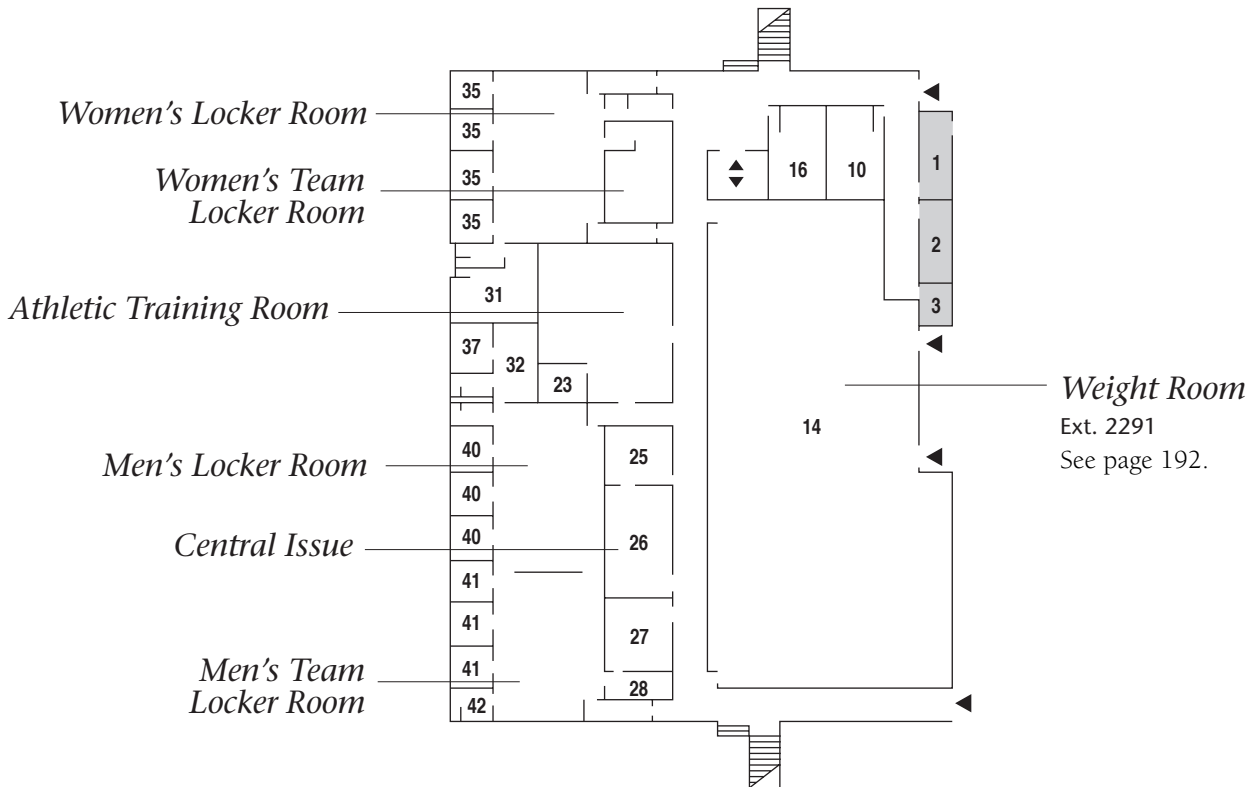 35
Women's Locker Room
35
1
Women's Team
Locker Room
35
16
10
35
2
31
Athletic Training Room
3
37
32
23
Weight Room
Ext. 2291
See page 192.
14
40
25
Men's Locker Room
40
40
Central Issue
26
41
41
27
Men's Team
Locker Room
41
28
42